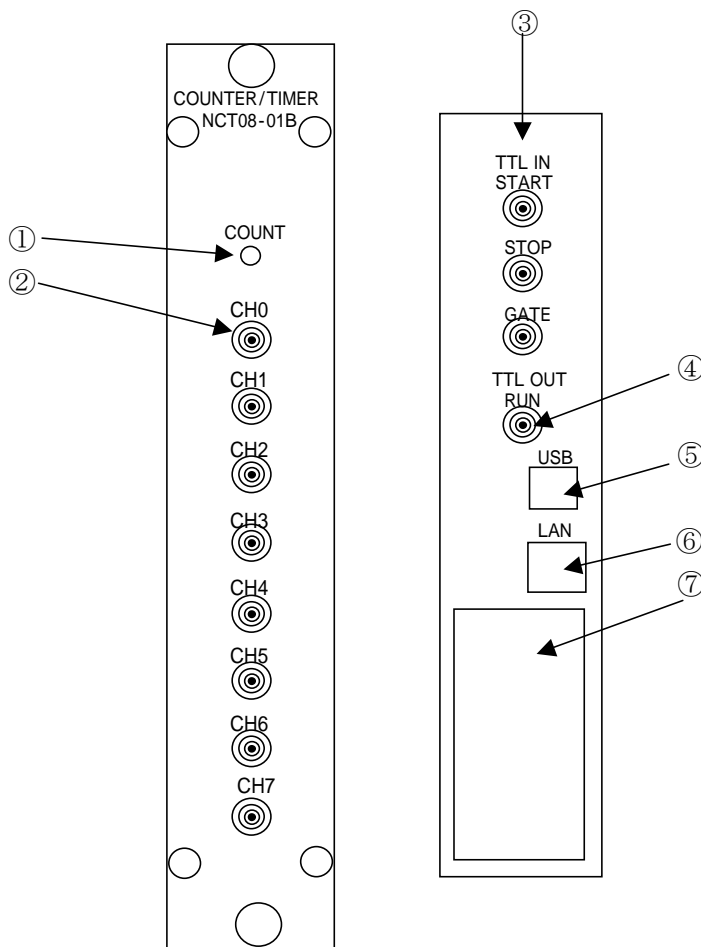 COUNTER/TIMER
NCT08-01B
①
COUNT
②
CH0
CH1
CH2
CH3
CH4
CH5
CH6
CH7
③
TTL IN
START
STOP
GATE
TTL OUT
RUN
④
USB
⑤
LAN
⑥
⑦